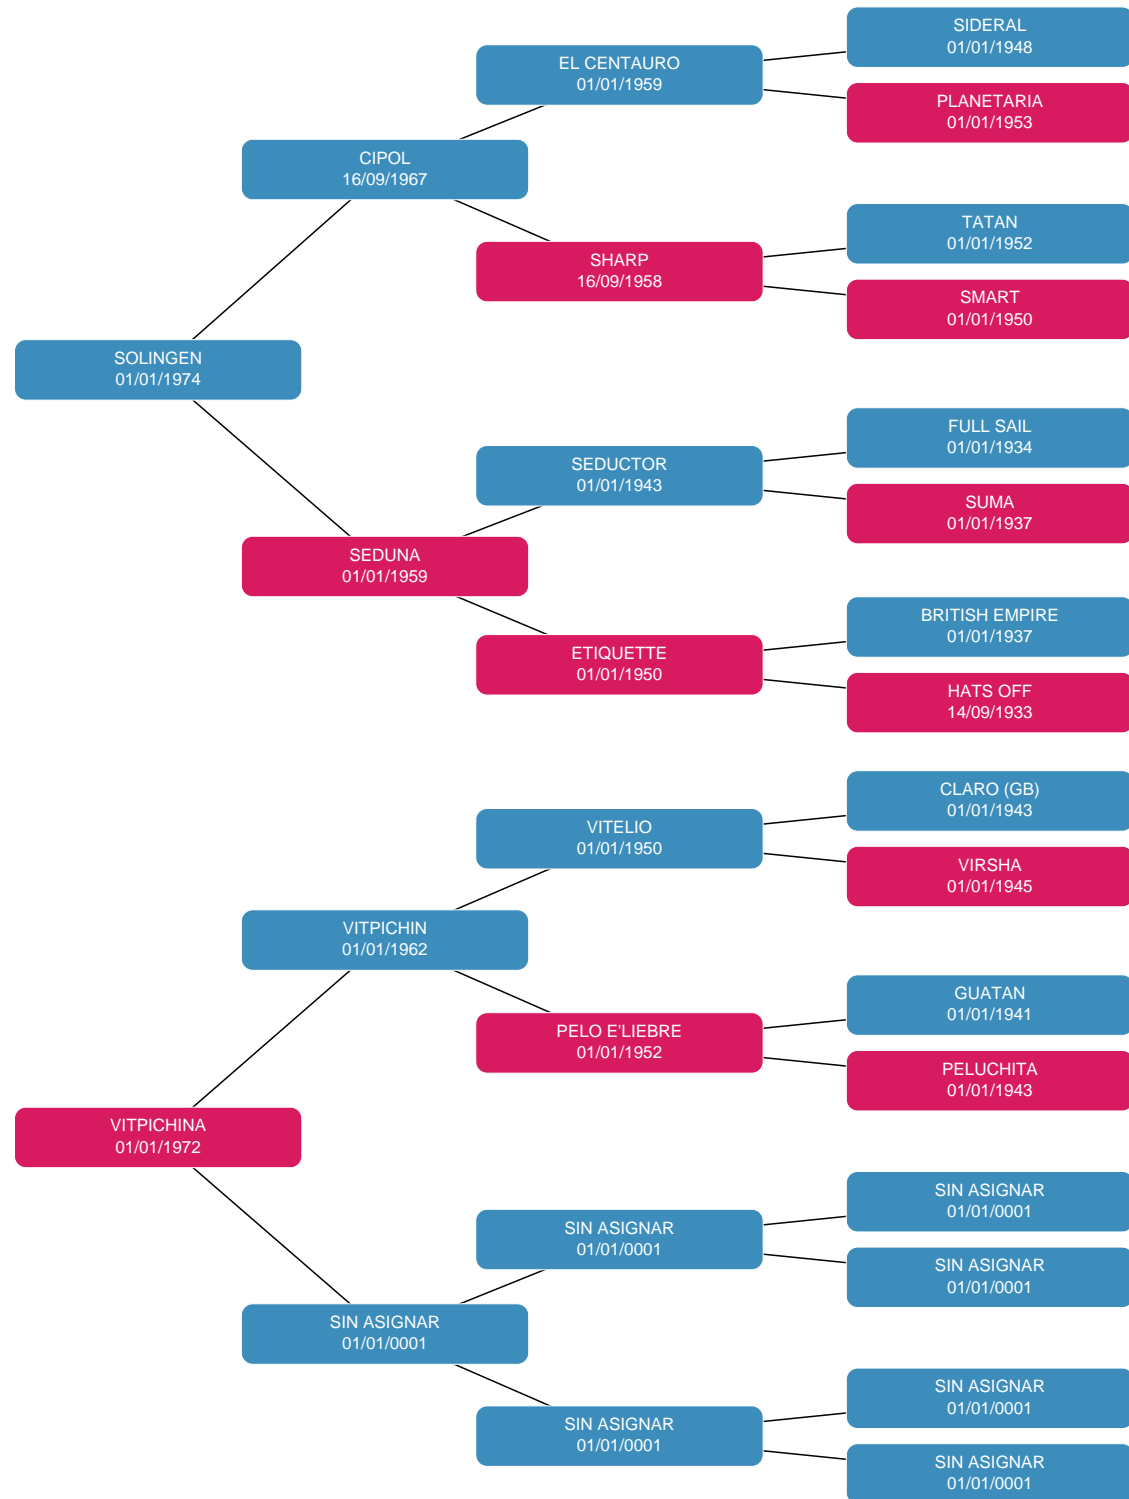 SIDERAL
01/01/1948
EL CENTAURO
01/01/1959
PLANETARIA
01/01/1953
CIPOL
16/09/1967
TATAN
01/01/1952
SHARP
16/09/1958
SMART
01/01/1950
SOLINGEN
01/01/1974
FULL SAIL
01/01/1934
SEDUCTOR
01/01/1943
SUMA
01/01/1937
SEDUNA
01/01/1959
BRITISH EMPIRE
01/01/1937
ETIQUETTE
01/01/1950
HATS OFF
14/09/1933
CLARO (GB)
01/01/1943
VITELIO
01/01/1950
VIRSHA
01/01/1945
VITPICHIN
01/01/1962
GUATAN
01/01/1941
PELO E'LIEBRE
01/01/1952
PELUCHITA
01/01/1943
VITPICHINA
01/01/1972
SIN ASIGNAR
01/01/0001
SIN ASIGNAR
01/01/0001
SIN ASIGNAR
01/01/0001
SIN ASIGNAR
01/01/0001
SIN ASIGNAR
01/01/0001
SIN ASIGNAR
01/01/0001
SIN ASIGNAR
01/01/0001